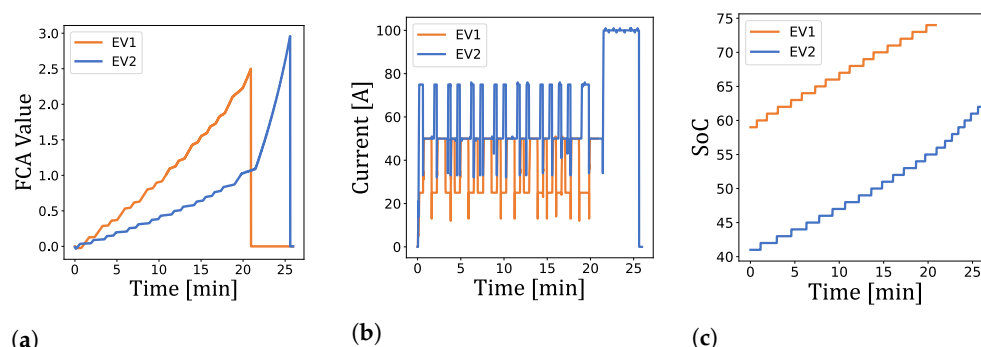 FCA Value
3.0
2.5
2.0
1.5
1.0
0.5
0.0
EV1
EV2
0 5 10 15 20 25
Time [min]
(a)
Current [A]
100
80
60
40
20
0
EV1
EV2
0 5 10 15 20 25
Time [min]
(b)
SoC
75
70
65
60
55
50
45
40
EV1
EV2
0 5 10 15 20 25
Time [min]
(c)